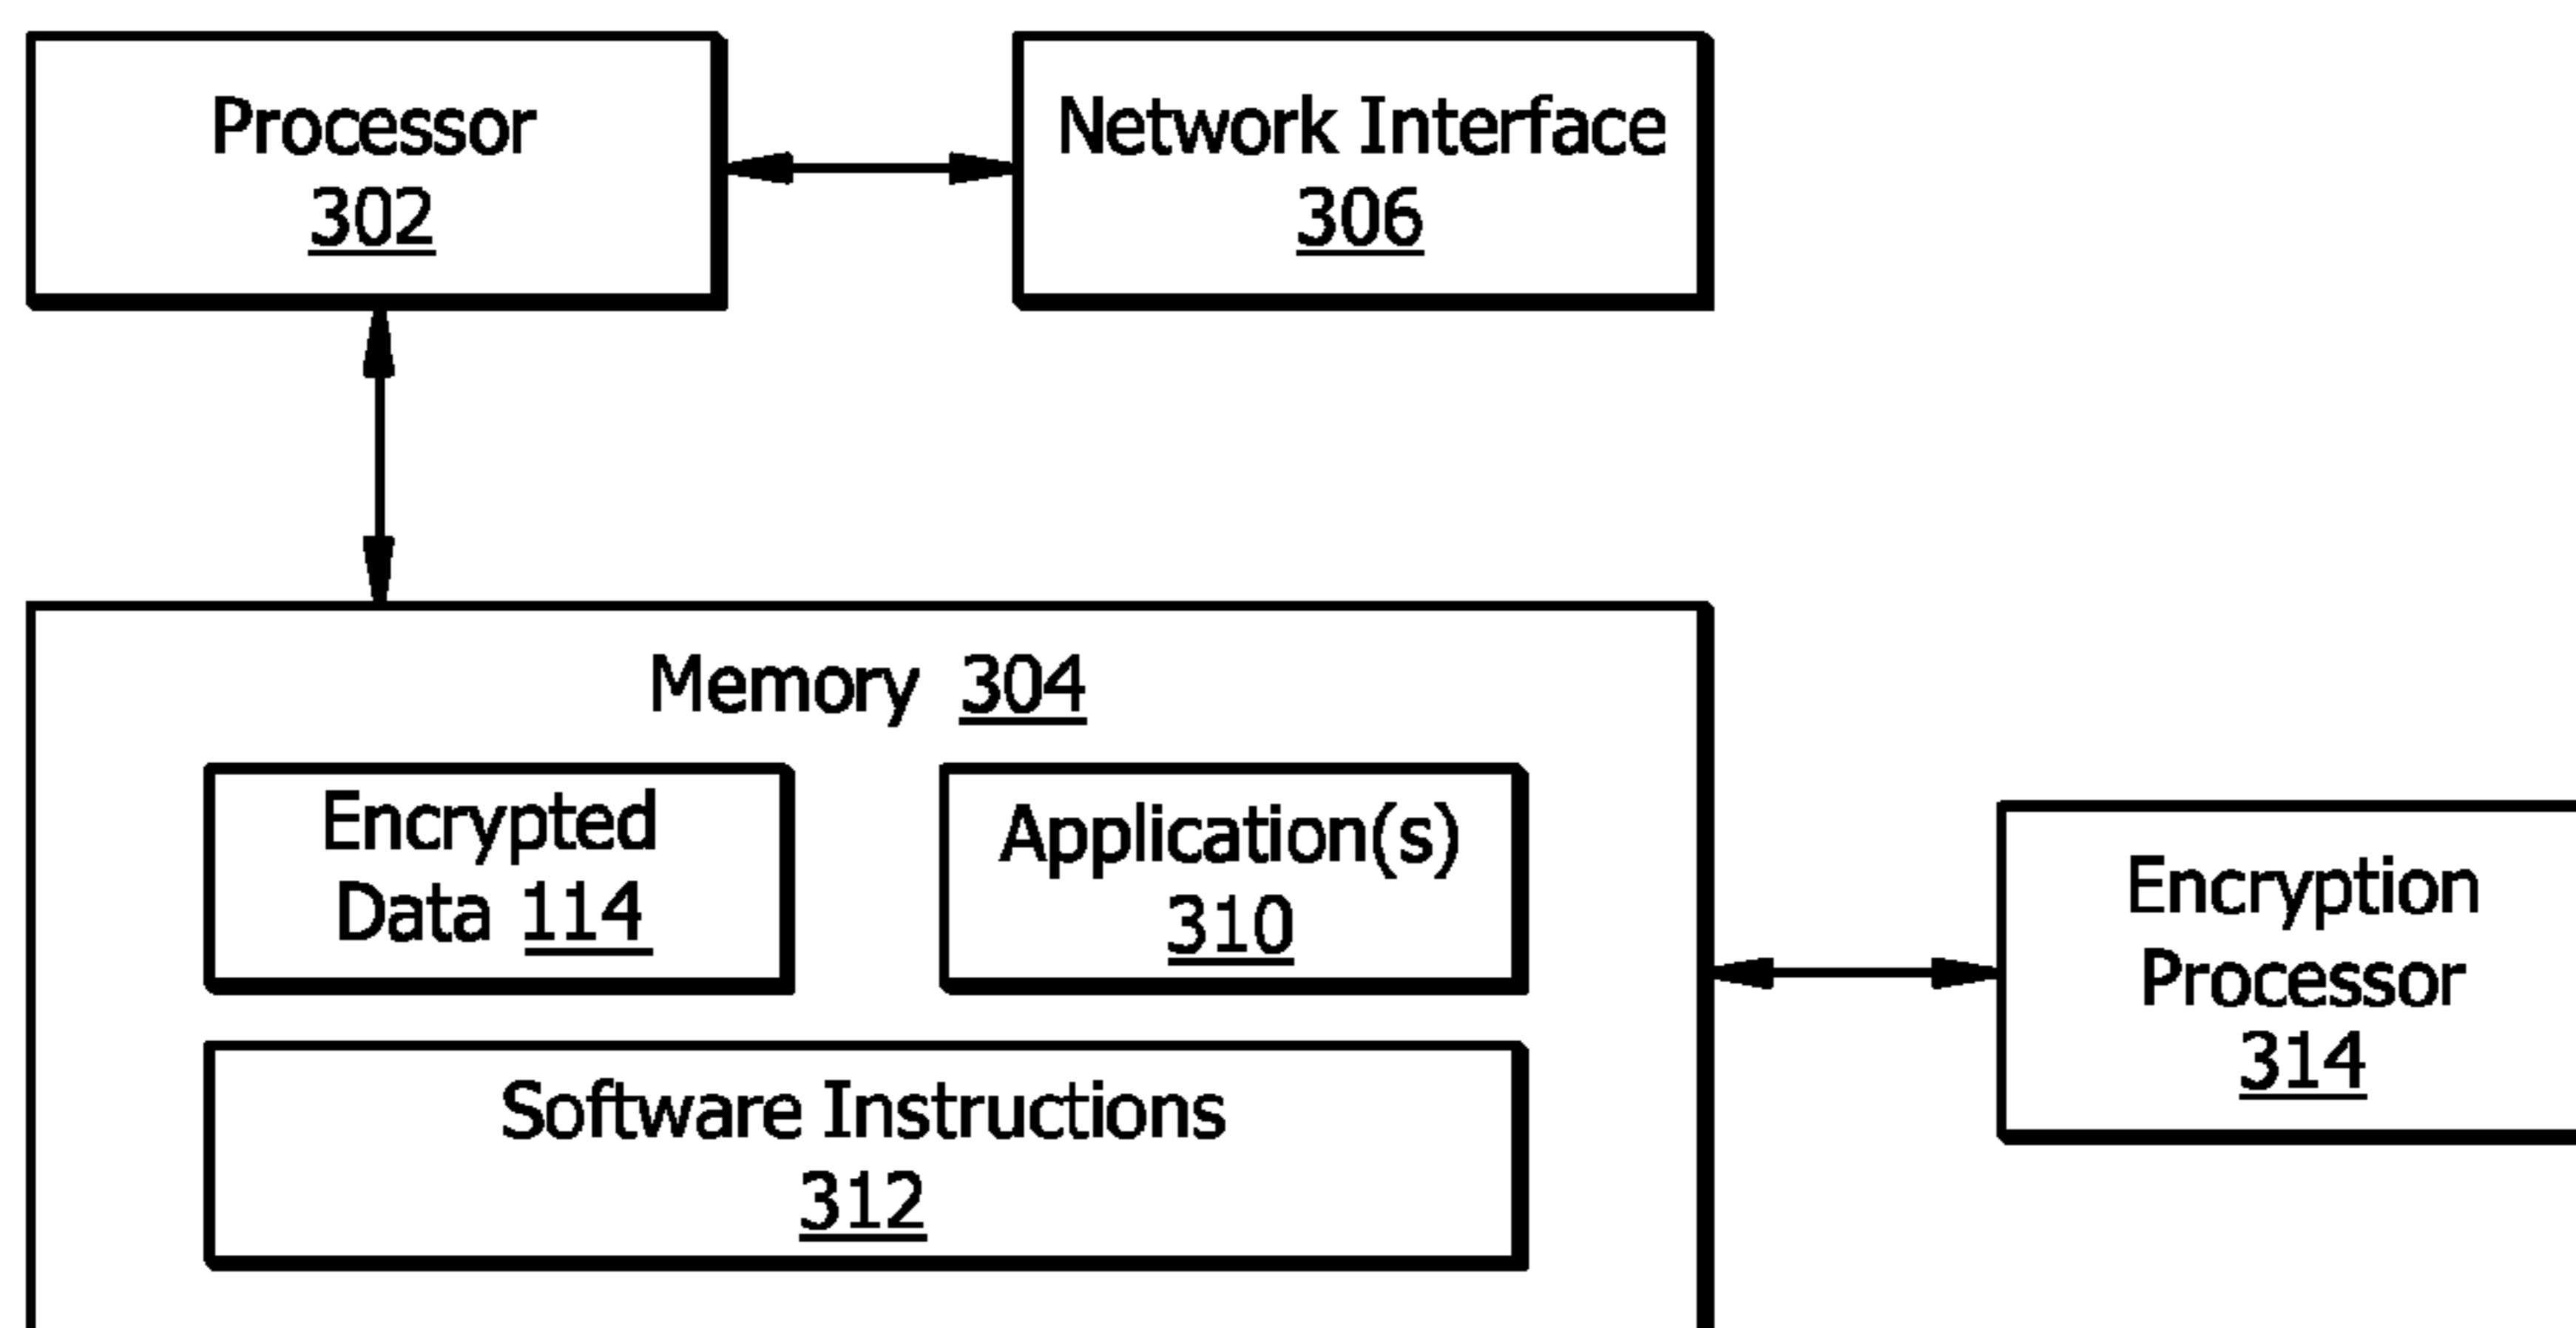 Processor
302
Network Interface
306
Memory 304
Encrypted
Data 114
Application(s)
310
Software Instructions
312
Encryption
Processor
314